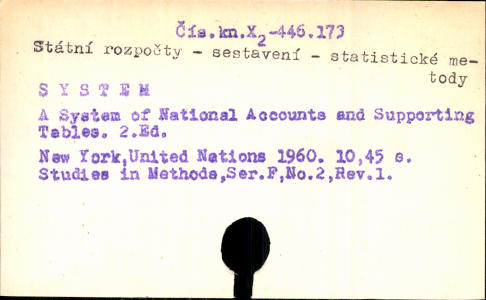 Čís.kn.X2-446.173
Státní rozpočty - sestavení - statistické me-
tody
S Y S T E M
A System of National Accounts and Supporting
Tables. 2.Ed.
New York,United Nations 1960. 10,45 s.
Studies in Methods,Ser.F,No.2,Rev.1.